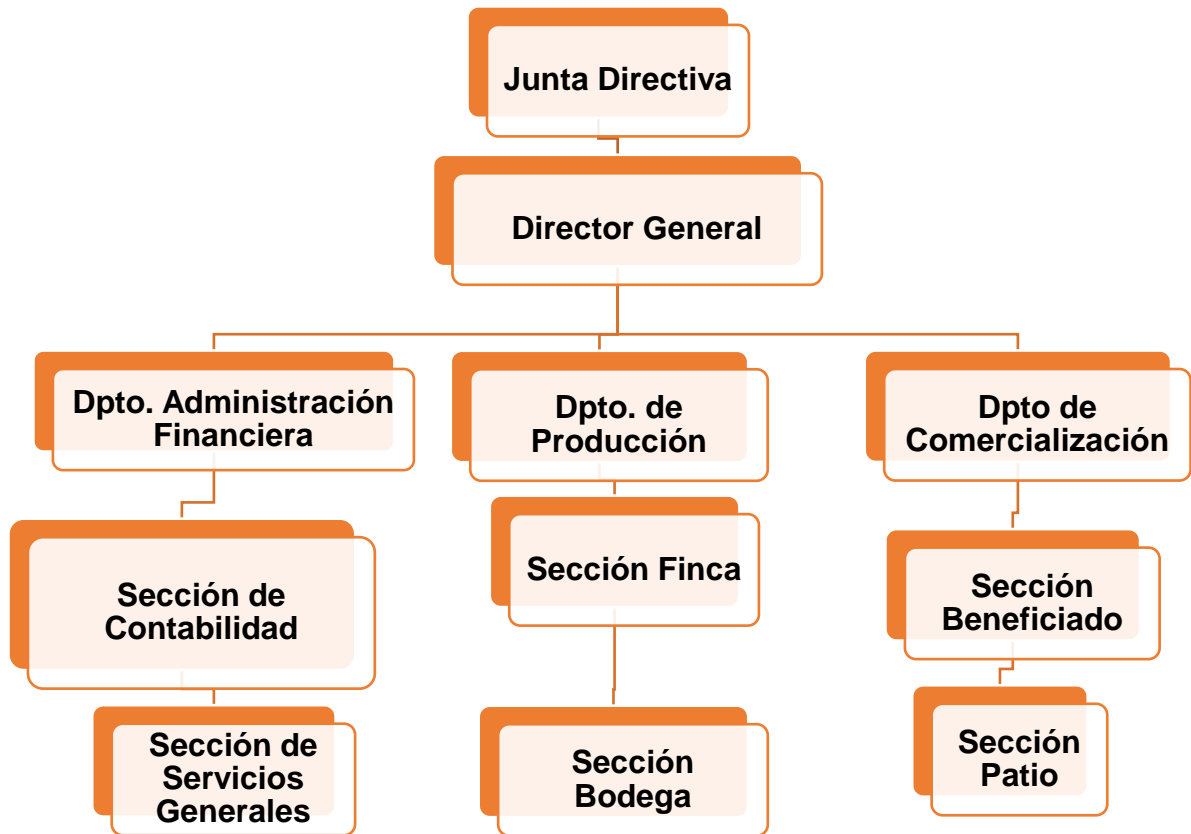 Junta Directiva
Director General
Dpto. Administración
Financiera
Dpto. de
Producción
Dpto de
Comercialización
Sección de
Contabilidad
Sección Finca
Sección
Beneficiado
Sección de
Servicios
Generales
Sección
Bodega
Sección
Patio